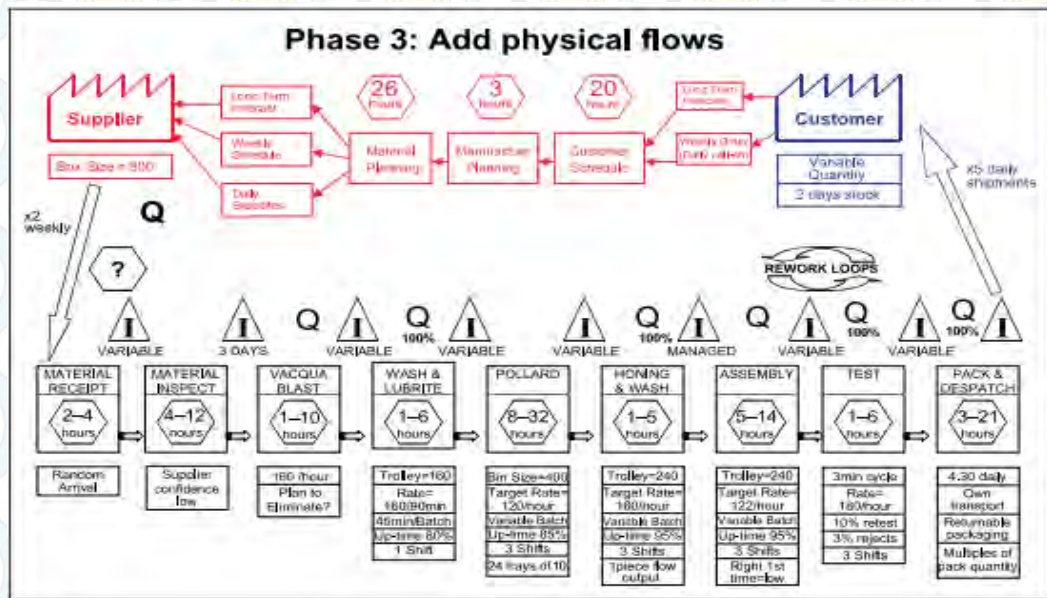 Phase 3: Add physical flows
Supplier
Box Size = 900
Long Term
Forecast
Weekly
Schedule
Daily
26
hours
Material
Planning
3
hours
Manufacture
Planning
20
hours
Customer
Schedule
Long Term
Forecast
Weekly Order
Customer
Variable
Quantity
2 days stock
x5 daily
shipments
x2
weekly
Q
?
REWORK LOOPS
I
VARIABLE
I
3 DAYS
Q
I
VARIABLE
Q
100%
I
VARIABLE
I
VARIABLE
Q
100%
I
MANAGED
Q
I
VARIABLE
Q
100%
I
VARIABLE
Q
100%
I
MATERIAL
RECEIPT
2–4
hours
Random
Arrival
MATERIAL
INSPECT
4–12
hours
Supplier
confidence
low
VACQUA
BLAST
1–10
hours
160 /hour
Plan to
Eliminate?
WASH &
LUBRITE
1–6
hours
Trolley=160
Rate=
160/90min
45min/Batch
Up-time 80%
1 Shift
POLLARD
8–32
hours
Bin Size=400
Target Rate=
120/hour
Variable Batch
Up-time 85%
3 Shifts
24 trays of 10
HONING
& WASH
1–5
hours
Trolley=240
Target Rate=
160/hour
Variable Batch
Up-time 95%
3 Shifts
1piece flow
output
ASSEMBLY
5–14
hours
Trolley=240
Target Rate=
122/hour
Variable Batch
Up-time 95%
3 Shifts
Right 1st
time=low
TEST
1–6
hours
3min cycle
Rate=
160/hour
10% retest
3% rejects
3 Shifts
PACK &
DESPATCH
3–21
hours
4.30 daily
Own
transport
Returnable
packaging
Multiples of
pack quantity